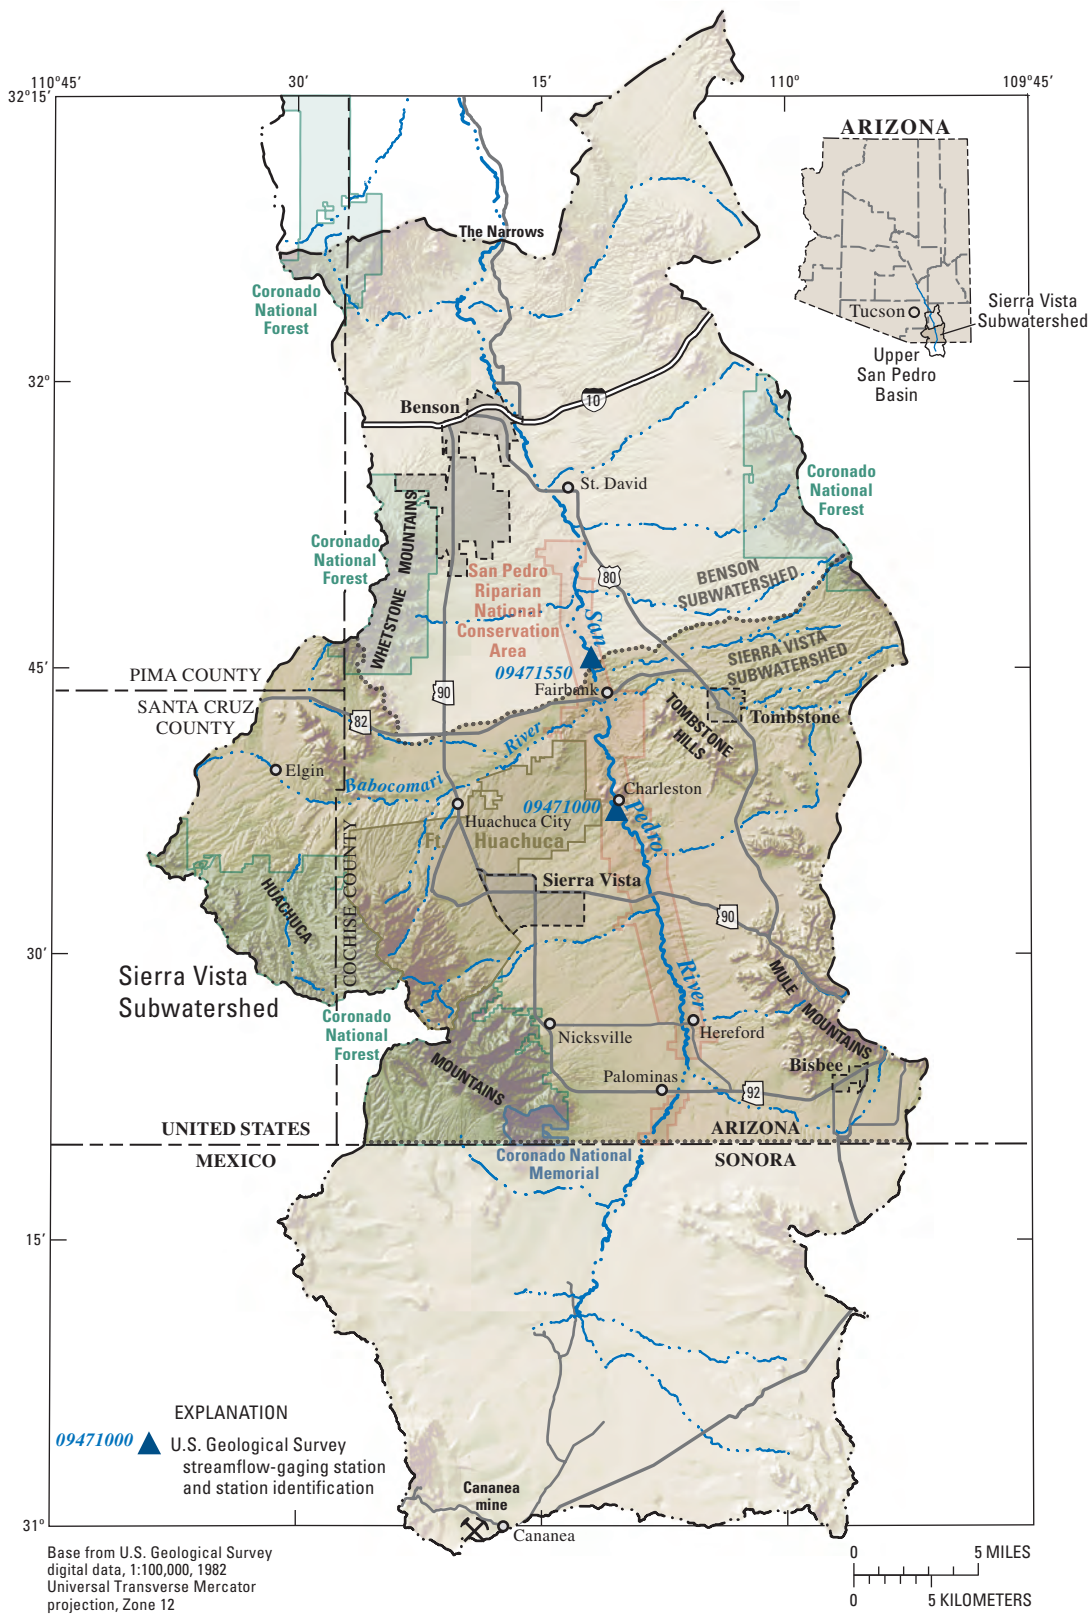 110°45'
30'
15'
110°
109°45'
32°15'
ARIZONA
The Narrows
Coronado
National
Forest
Tucson
Sierra Vista
Subwatershed
Upper
San Pedro
Basin
32°
10
Benson
St. David
Coronado
National
Forest
WHETSTONE MOUNTAINS
Coronado
National
Forest
San Pedro
Riparian
National
Conservation
Area
80
BENSON
SUBWATERSHED
San
SIERRA VISTA
SUBWATERSHED
45'
PIMA COUNTY
09471550
Fairbank
90
SANTA CRUZ
COUNTY
82
TOMBSTONE
HILLS
Tombstone
River
Elgin
Babocomari
Charleston
09471000
Pedro
Huachuca City
Ft. Huachuca
COCHISE COUNTY
HUACHUCA
Sierra Vista
90
30'
Sierra Vista
Subwatershed
MULE MOUNTAINS
River
Coronado
National
Forest
Nicksville
Hereford
MOUNTAINS
Palominas
Bisbee
92
UNITED STATES
ARIZONA
MEXICO
SONORA
Coronado National
Memorial
15'
EXPLANATION
09471000
U.S. Geological Survey
streamflow-gaging station
and station identification
Cananea
mine
31°
Cananea
Base from U.S. Geological Survey
digital data, 1:100,000, 1982
Universal Transverse Mercator
projection, Zone 12
0 5 MILES
0 5 KILOMETERS